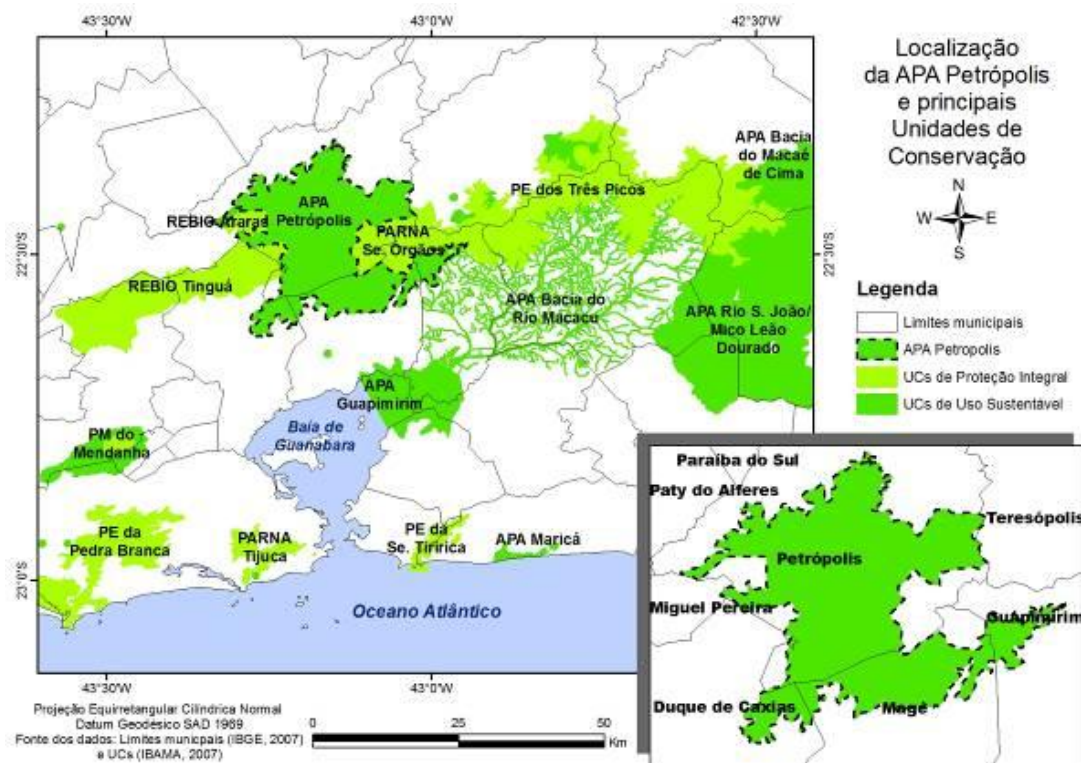 43°30'W
43°0'W
42°30'W
Localização
da APA Petrópolis
e principais
Unidades de
Conservação
N
W
E
S
APA Bacia
do Macaé
de Cima
PE dos Três Picos
APA
Petrópolis
REBIO Araras
PARNA
Se. Órgãos
22°30'S
22°30'S
REBIO Tinguá
APA Bacia do
Rio Macacu
APA Rio S. João/
Mico Leão
Dourado
Legenda
Limites municipais
APA Petropolis
UCs de Proteção Integral
UCs de Uso Sustentável
APA
Guapimirim
Baía de
Guanabara
PM do
Mendanha
PE da
Pedra Branca
PARNA
Tijuca
PE da
Se. Tiririca
APA Maricá
23°0'S
Oceano Atlântico
Paraíba do Sul
Paty do Alferes
Teresópolis
Petrópolis
Miguel Pereira
Guapimirim
Duque de Caxias
Magé
43°30'W
43°0'W
Projeção Equirretangular Cilíndrica Normal
Datum Geodésico SAD 1969
Fonte dos dados: Limites municpais (IBGE, 2007)
e UCs (IBAMA, 2007)
0
25
50
Km